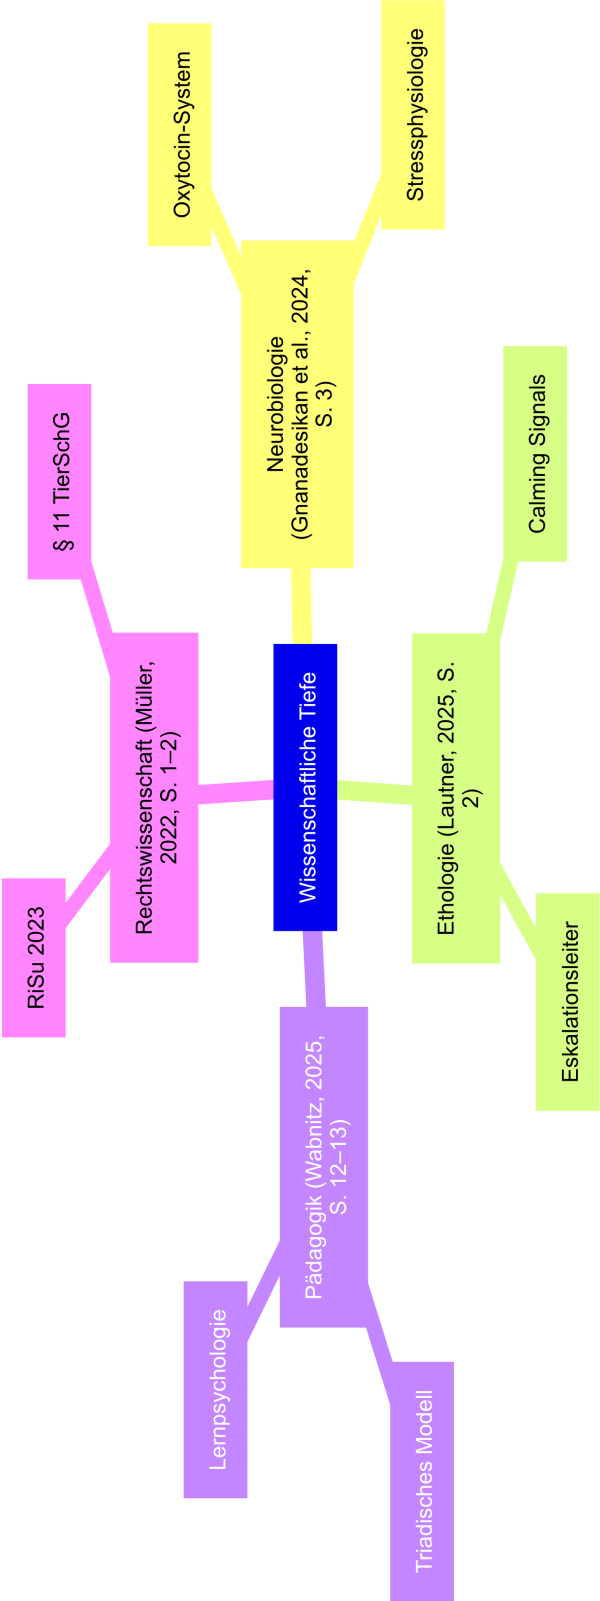 Wissenschaftliche Tiefe
Neurobiologie
(Gnanadesikan et al., 2024,
S. 3)
Oxytocin-System
Stressphysiologie
Ethologie (Lautner, 2025, S.
2)
Calming Signals
Eskalationsleiter
Pädagogik (Wabnitz, 2025,
S. 12–13)
Lernpsychologie
Triadisches Modell
Rechtswissenschaft (Müller,
2022, S. 1–2)
RiSu 2023
§ 11 TierSchG